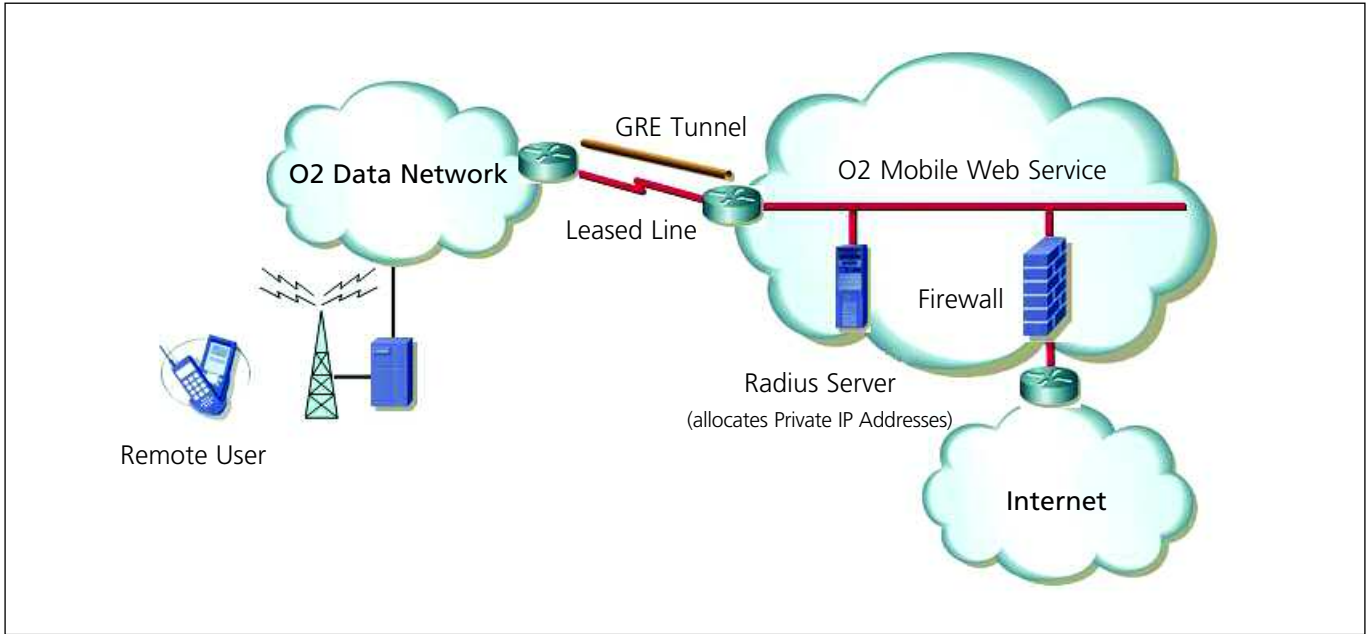 GRE Tunnel
O2 Data Network
O2 Mobile Web Service
Leased Line
Firewall
Radius Server
(allocates Private IP Addresses)
Remote User
Internet